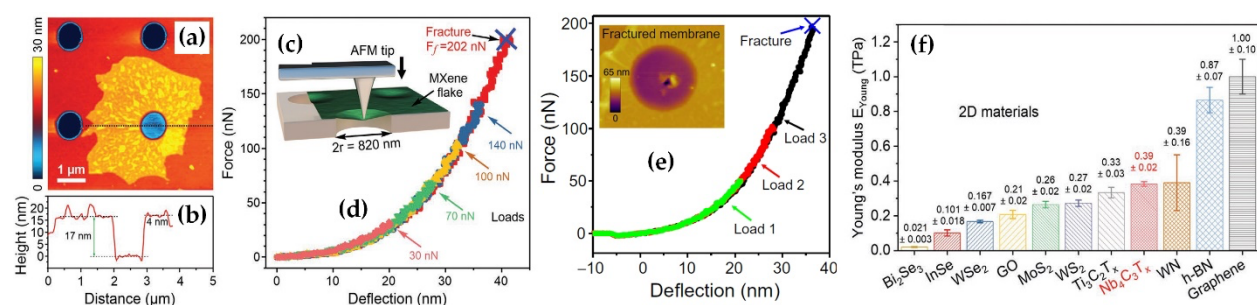 (a)
30 nm
0
1 µm
(b)
Height (nm)
20
15
10
5
0
17 nm
4 nm
0 1 2 3 4 5
Distance (µm)
(c)
Fracture
F_f =202 nN
AFM tip
MXene
flake
2r = 820 nm
(d)
140 nN
100 nN
70 nN
30 nN
Loads
Force (nN)
200
150
100
50
0
0 10 20 30 40
Deflection (nm)
Fractured membrane
65 nm
0
Fracture
(e)
Load 3
Load 2
Load 1
Force (nN)
200
150
100
50
0
−10 0 10 20 30 40
Deflection (nm)
(f)
Young's modulus E_Young (TPa)
1.2
1.0
0.8
0.6
0.4
0.2
0.0
2D materials
0.021
± 0.003
0.101
± 0.018
0.167
± 0.007
0.21
± 0.02
0.26
± 0.02
0.27
± 0.02
0.33
± 0.03
0.39
± 0.02
0.39
± 0.16
0.87
± 0.07
1.00
± 0.10
Bi₂Se₃
InSe
WSe₂
GO
MoS₂
WS₂
Ti₃C₂Tₓ
Nb₄C₃Tₓ
WN
h-BN
Graphene